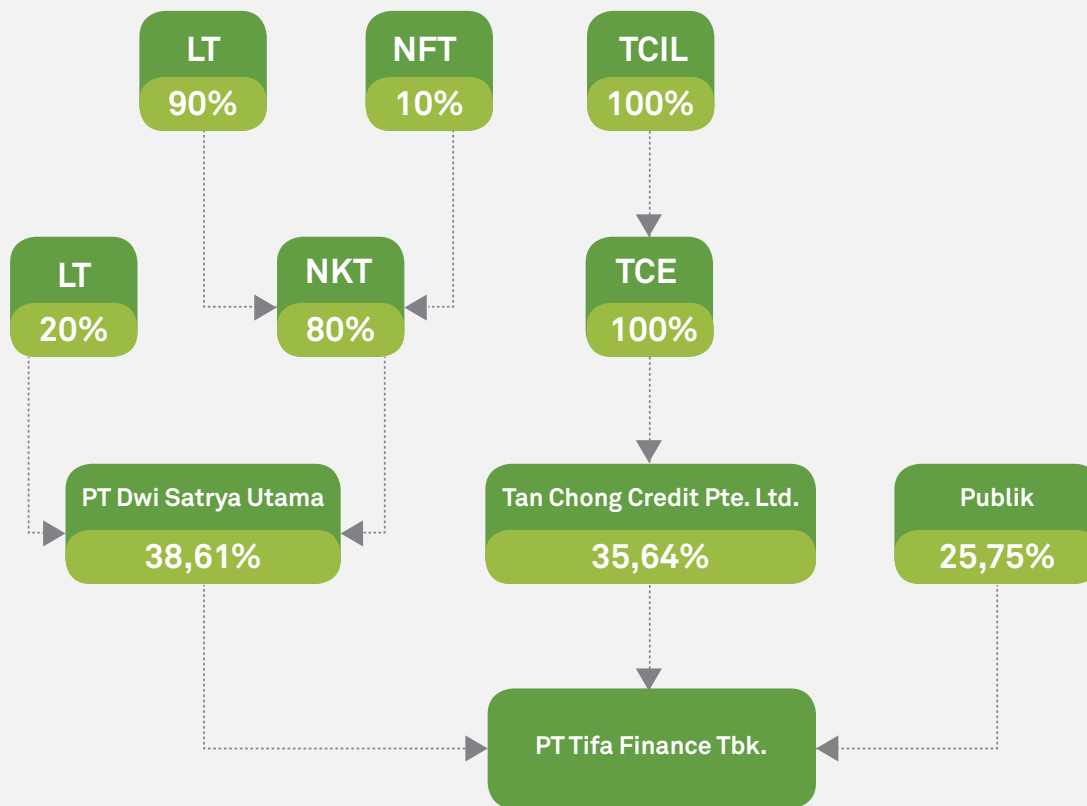 LT
90%
NFT
10%
TCIL
100%
LT
20%
NKT
80%
TCE
100%
PT Dwi Satrya Utama
38,61%
Tan Chong Credit Pte. Ltd.
35,64%
Publik
25,75%
PT Tifa Finance Tbk.